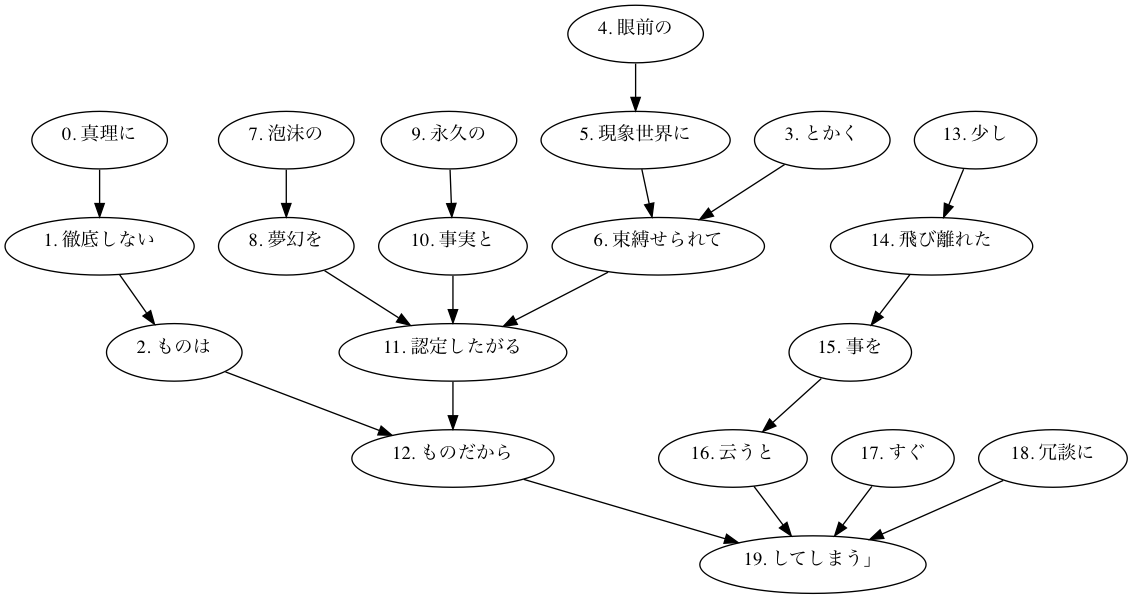 4. 眼前の
0. 真理に
7. 泡沫の
9. 永久の
5. 現象世界に
3. とかく
13. 少し
1. 徹底しない
8. 夢幻を
10. 事実と
6. 束縛せられて
14. 飛び離れた
2. ものは
11. 認定したがる
15. 事を
12. ものだから
16. 云うと
17. すぐ
18. 冗談に
19. してしまう」